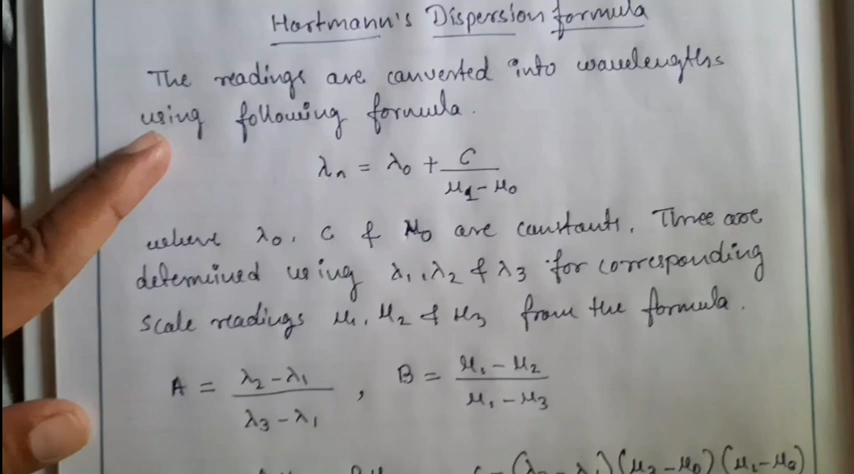 Hartmann's Dispersion formula
The readings are canverted into wavelengths
using following formula.
λn = λ0 + C / μ1 - μ0
where λ0, C & μ0 are constants. Three are
determined using λ1, λ2 & λ3 for corresponding
scale readings μ1, μ2 & μ3 from the formula.
A = λ2 - λ1 / λ3 - λ1 , B = μ1 - μ2 / μ1 - μ3